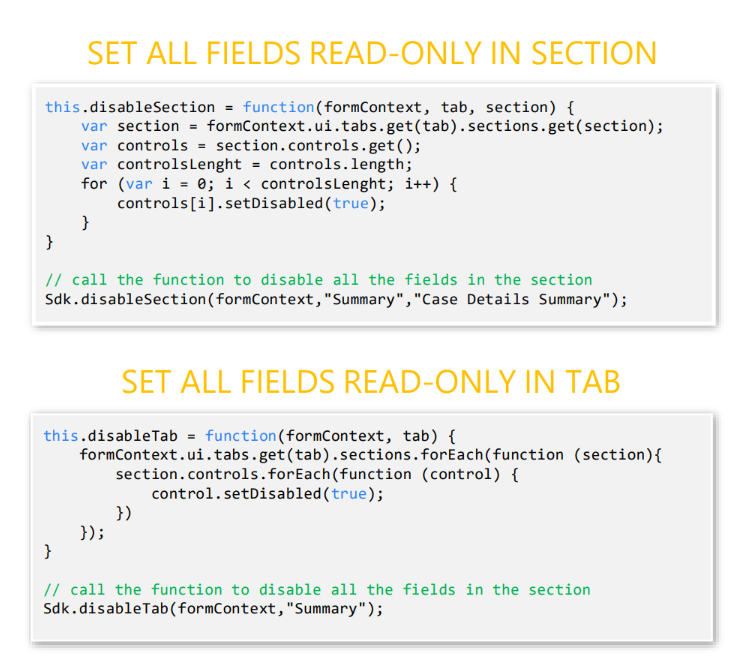 SET ALL FIELDS READ-ONLY IN SECTION
this.disableSection = function(formContext, tab, section) {
    var section = formContext.ui.tabs.get(tab).sections.get(section);
    var controls = section.controls.get();
    var controlsLenght = controls.length;
    for (var i = 0; i < controlsLenght; i++) {
        controls[i].setDisabled(true);
    }
}
// call the function to disable all the fields in the section
Sdk.disableSection(formContext,"Summary","Case Details Summary");
SET ALL FIELDS READ-ONLY IN TAB
this.disableTab = function(formContext, tab) {
    formContext.ui.tabs.get(tab).sections.forEach(function (section){
        section.controls.forEach(function (control) {
            control.setDisabled(true);
        })
    });
}
// call the function to disable all the fields in the section
Sdk.disableTab(formContext,"Summary");